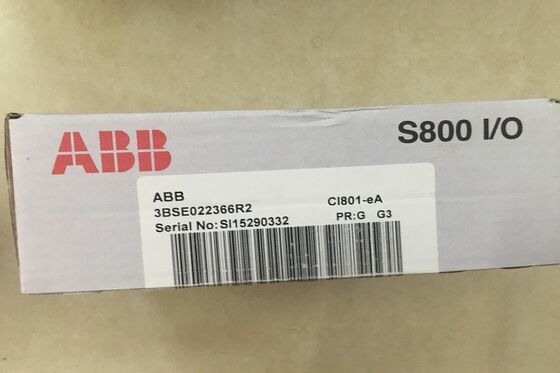 ABB S800 I/O
ABB
3BSE022366R2 CI801-eA
Serial No:SI15290332 PR:G G3